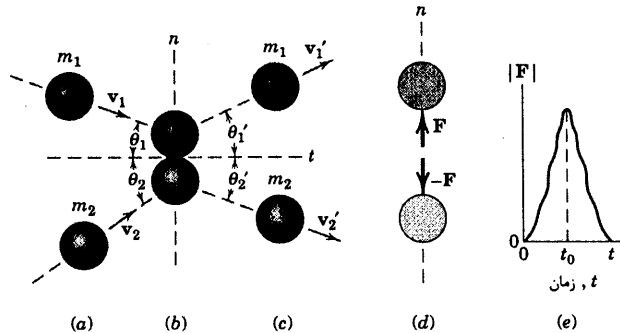 n
m₁
m₁
v₁′
v₁
θ₁
θ₁′
t
θ₂
θ₂′
m₂
m₂
v₂
v₂′
(a)
(b)
(c)
n
F
−F
(d)
|F|
0
0
t₀
t
زمان , t
(e)